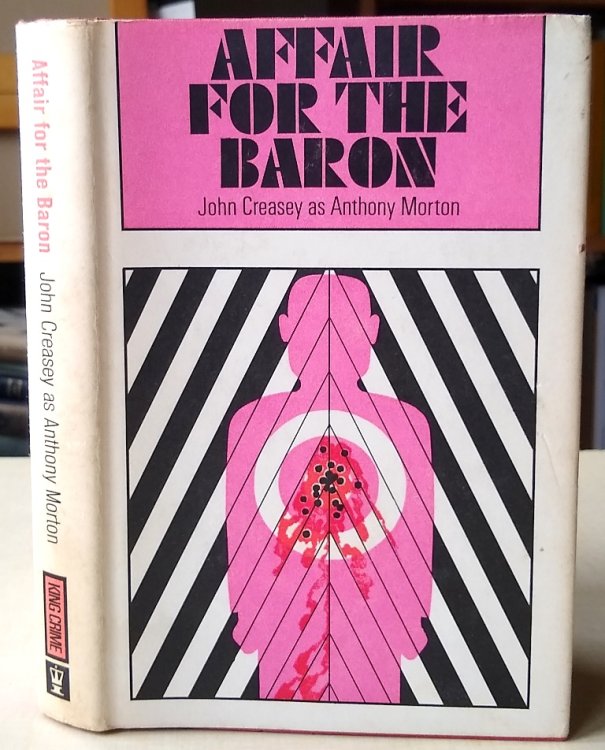 AFFAIR
FOR THE
BARON
John Creasey as Anthony Morton
Affair for the Baron John Creasey as Anthony Morton
KING CRIME